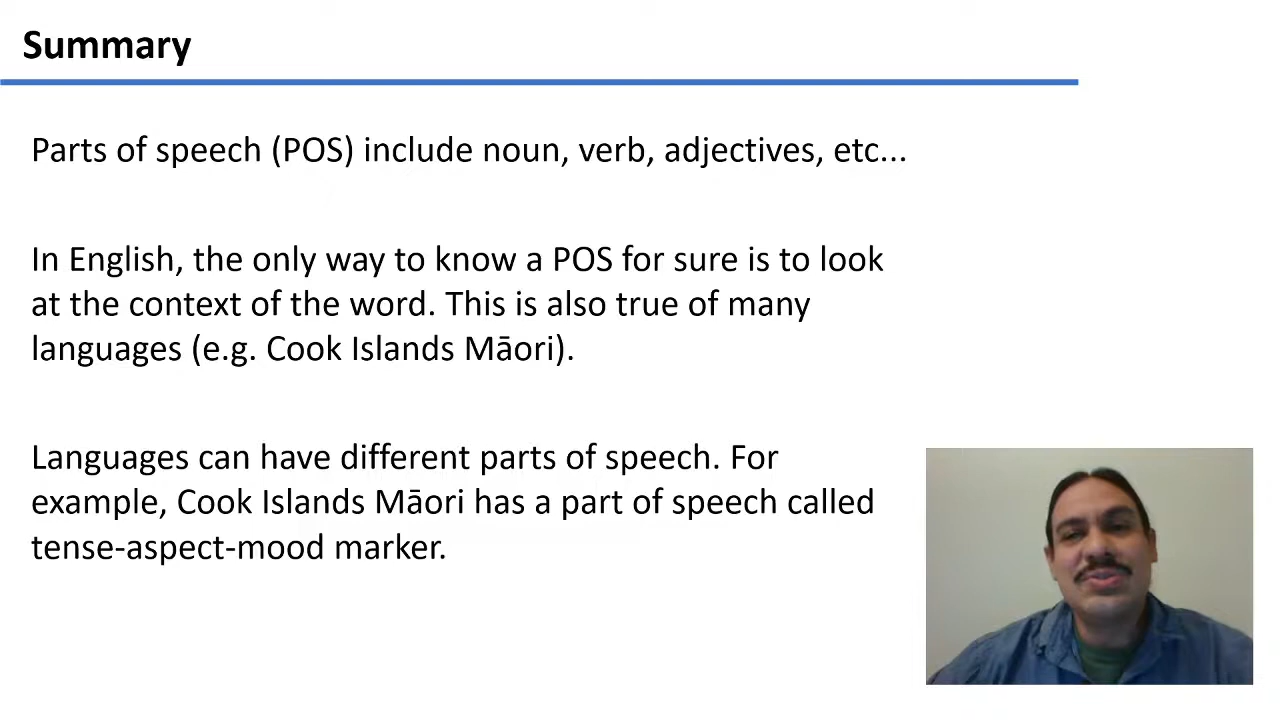 Summary
Parts of speech (POS) include noun, verb, adjectives, etc...
In English, the only way to know a POS for sure is to look
at the context of the word. This is also true of many
languages (e.g. Cook Islands Māori).
Languages can have different parts of speech. For
example, Cook Islands Māori has a part of speech called
tense-aspect-mood marker.